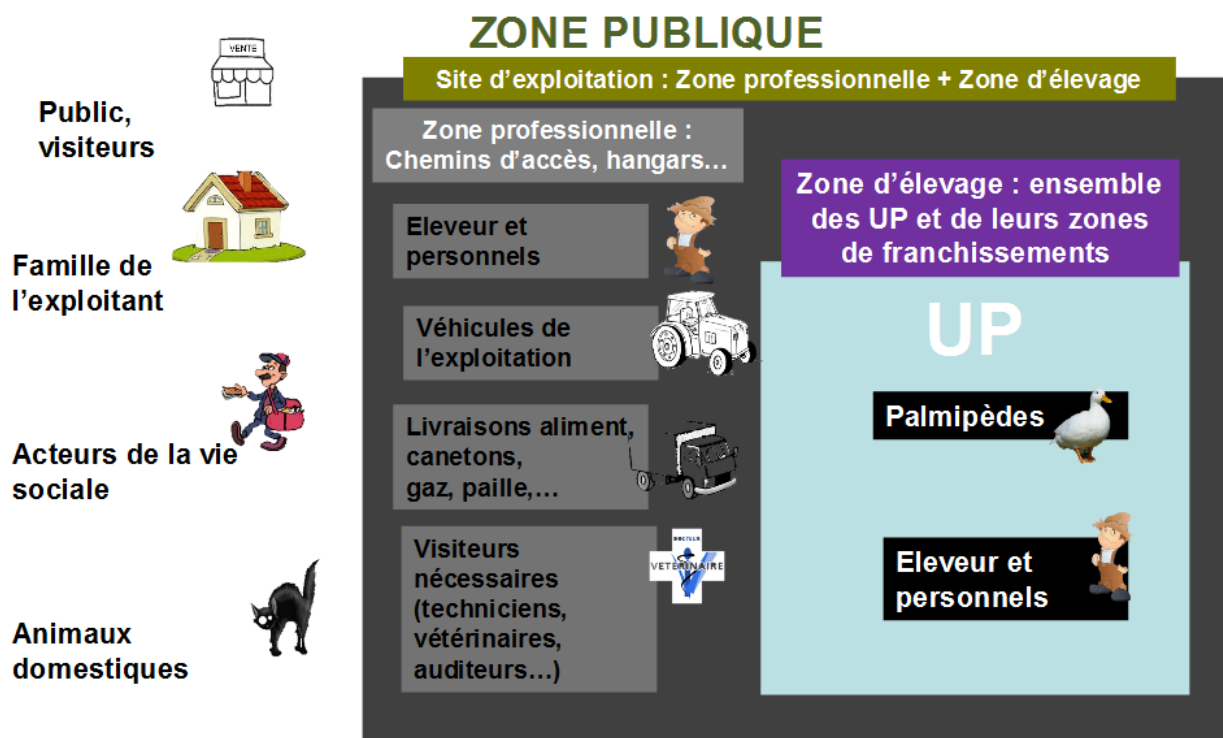 ZONE PUBLIQUE
Site d'exploitation : Zone professionnelle + Zone d'élevage
VENTE
Public,
visiteurs
Famille de
l'exploitant
Acteurs de la vie
sociale
Animaux
domestiques
Zone professionnelle :
Chemins d'accès, hangars…
Eleveur et
personnels
Véhicules de
l'exploitation
Livraisons aliment,
canetons,
gaz, paille,…
Visiteurs
nécessaires
(techniciens,
vétérinaires,
auditeurs…)
DOCTEUR
VETERINAIRE
Zone d'élevage : ensemble
des UP et de leurs zones
de franchissements
UP
Palmipèdes
Eleveur et
personnels